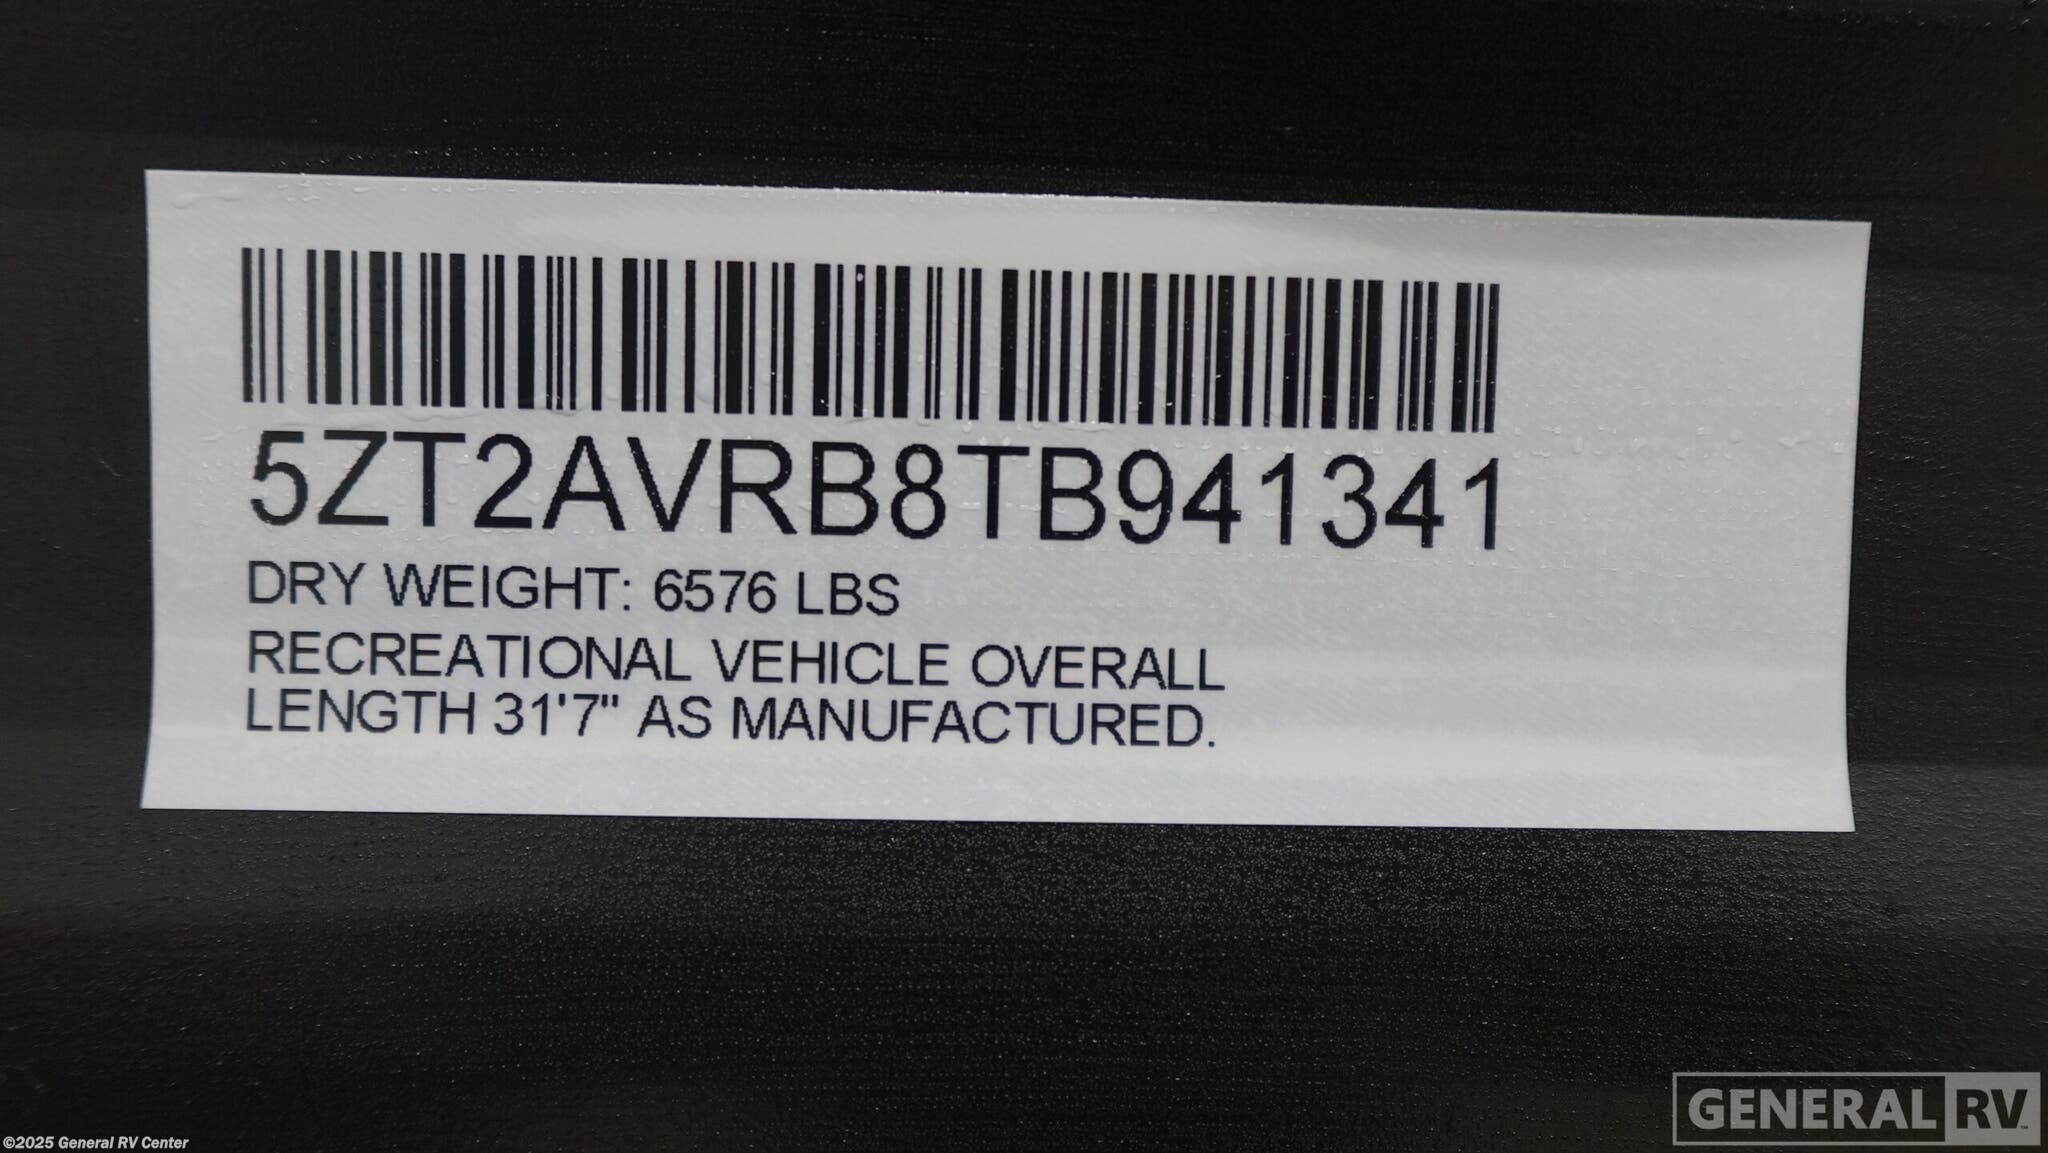 5ZT2AVRB8TB941341
DRY WEIGHT: 6576 LBS
RECREATIONAL VEHICLE OVERALL
LENGTH 31'7" AS MANUFACTURED.
GENERAL RV
©2025 General RV Center